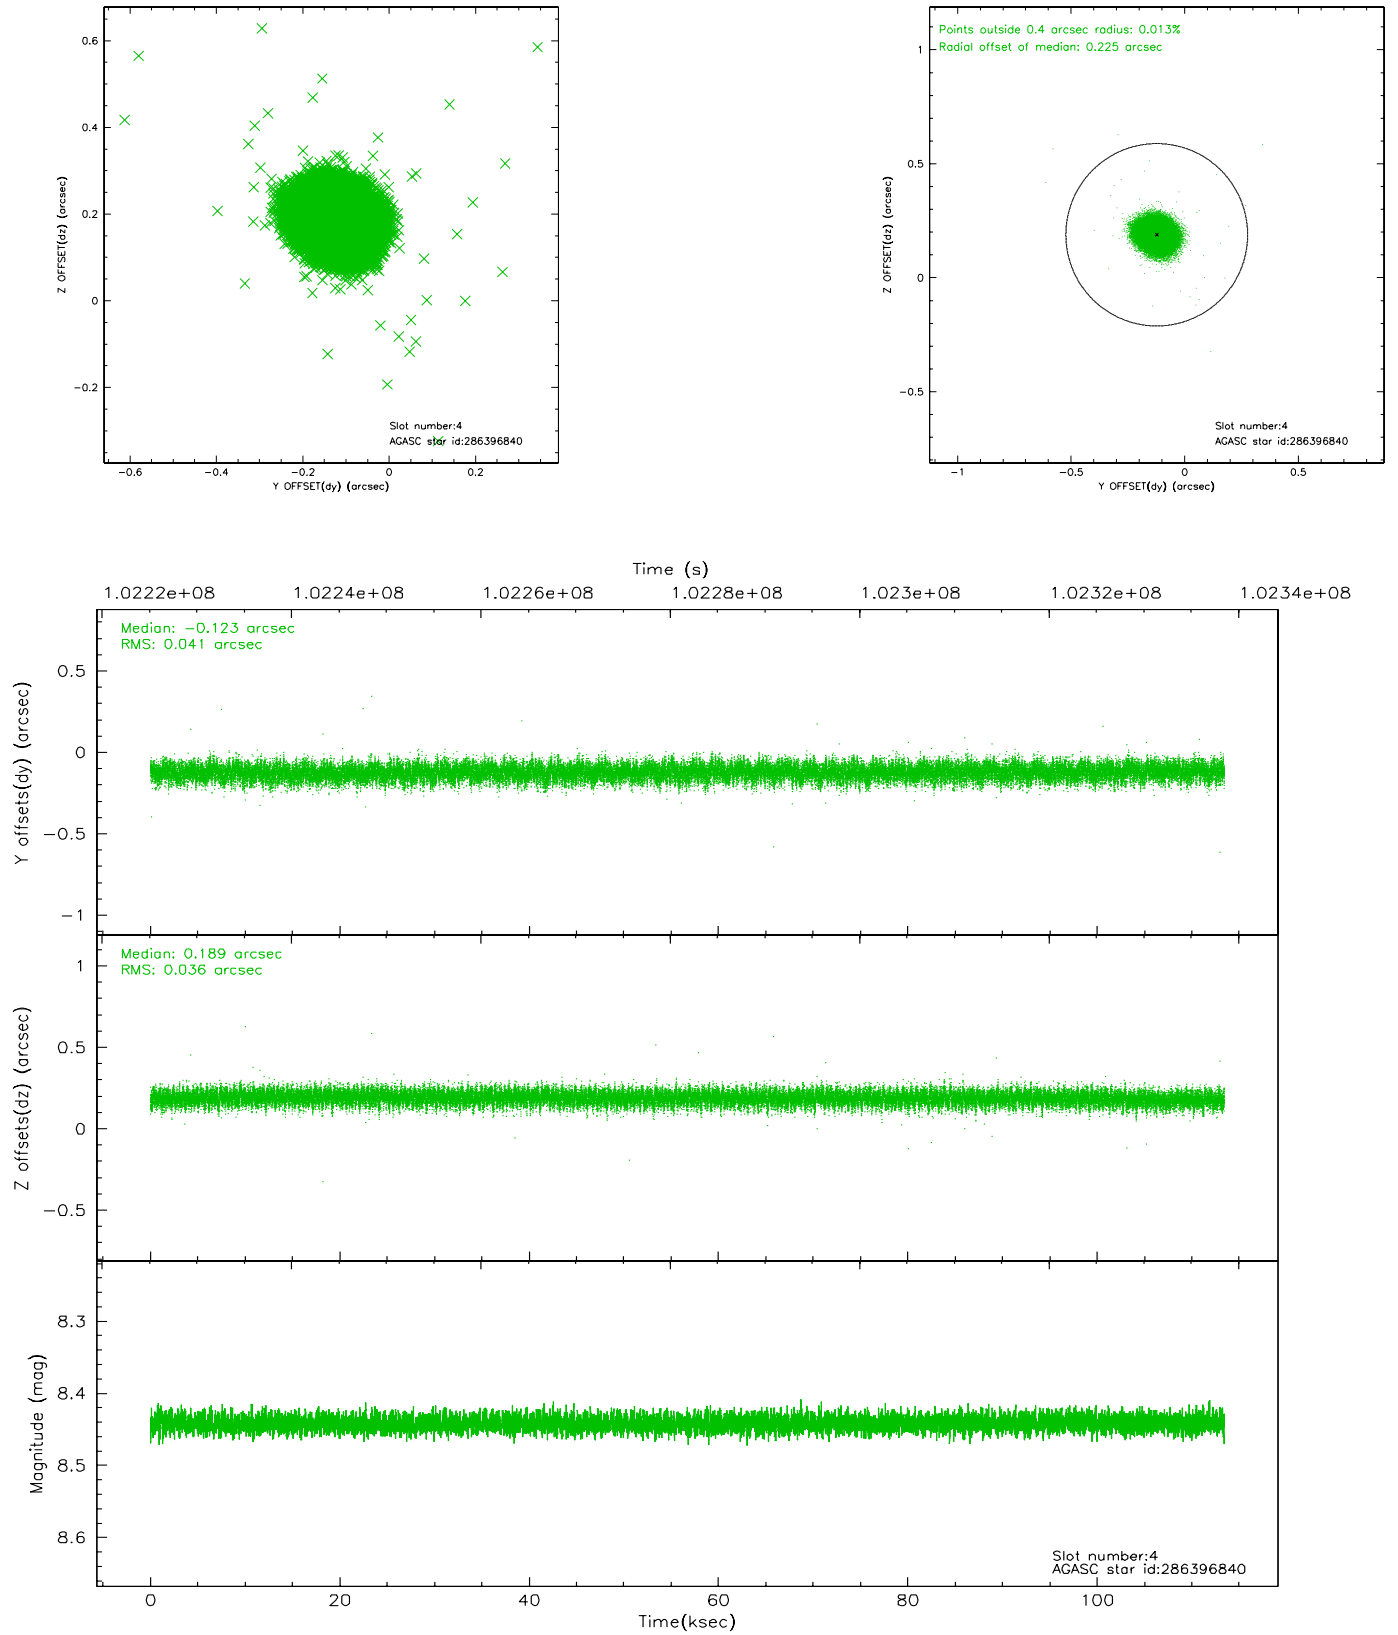 0.6
0.4
0.2
0
−0.2
Z OFFSET(dz) (arcsec)
−0.6
−0.4
−0.2
0
0.2
Y OFFSET(dy) (arcsec)
Slot number:4
AGASC star id:286396840
Points outside 0.4 arcsec radius: 0.013%
Radial offset of median: 0.225 arcsec
1
0.5
0
−0.5
Z OFFSET(dz) (arcsec)
−1
−0.5
0
0.5
Y OFFSET(dy) (arcsec)
Slot number:4
AGASC star id:286396840
Time (s)
1.0222e+08
1.0224e+08
1.0226e+08
1.0228e+08
1.023e+08
1.0232e+08
1.0234e+08
Median: −0.123 arcsec
RMS: 0.041 arcsec
0.5
0
−0.5
−1
Y offsets(dy) (arcsec)
Median: 0.189 arcsec
RMS: 0.036 arcsec
1
0.5
0
−0.5
Z offsets(dz) (arcsec)
8.3
8.4
8.5
8.6
Magnitude (mag)
Slot number:4
AGASC star id:286396840
0
20
40
60
80
100
Time(ksec)